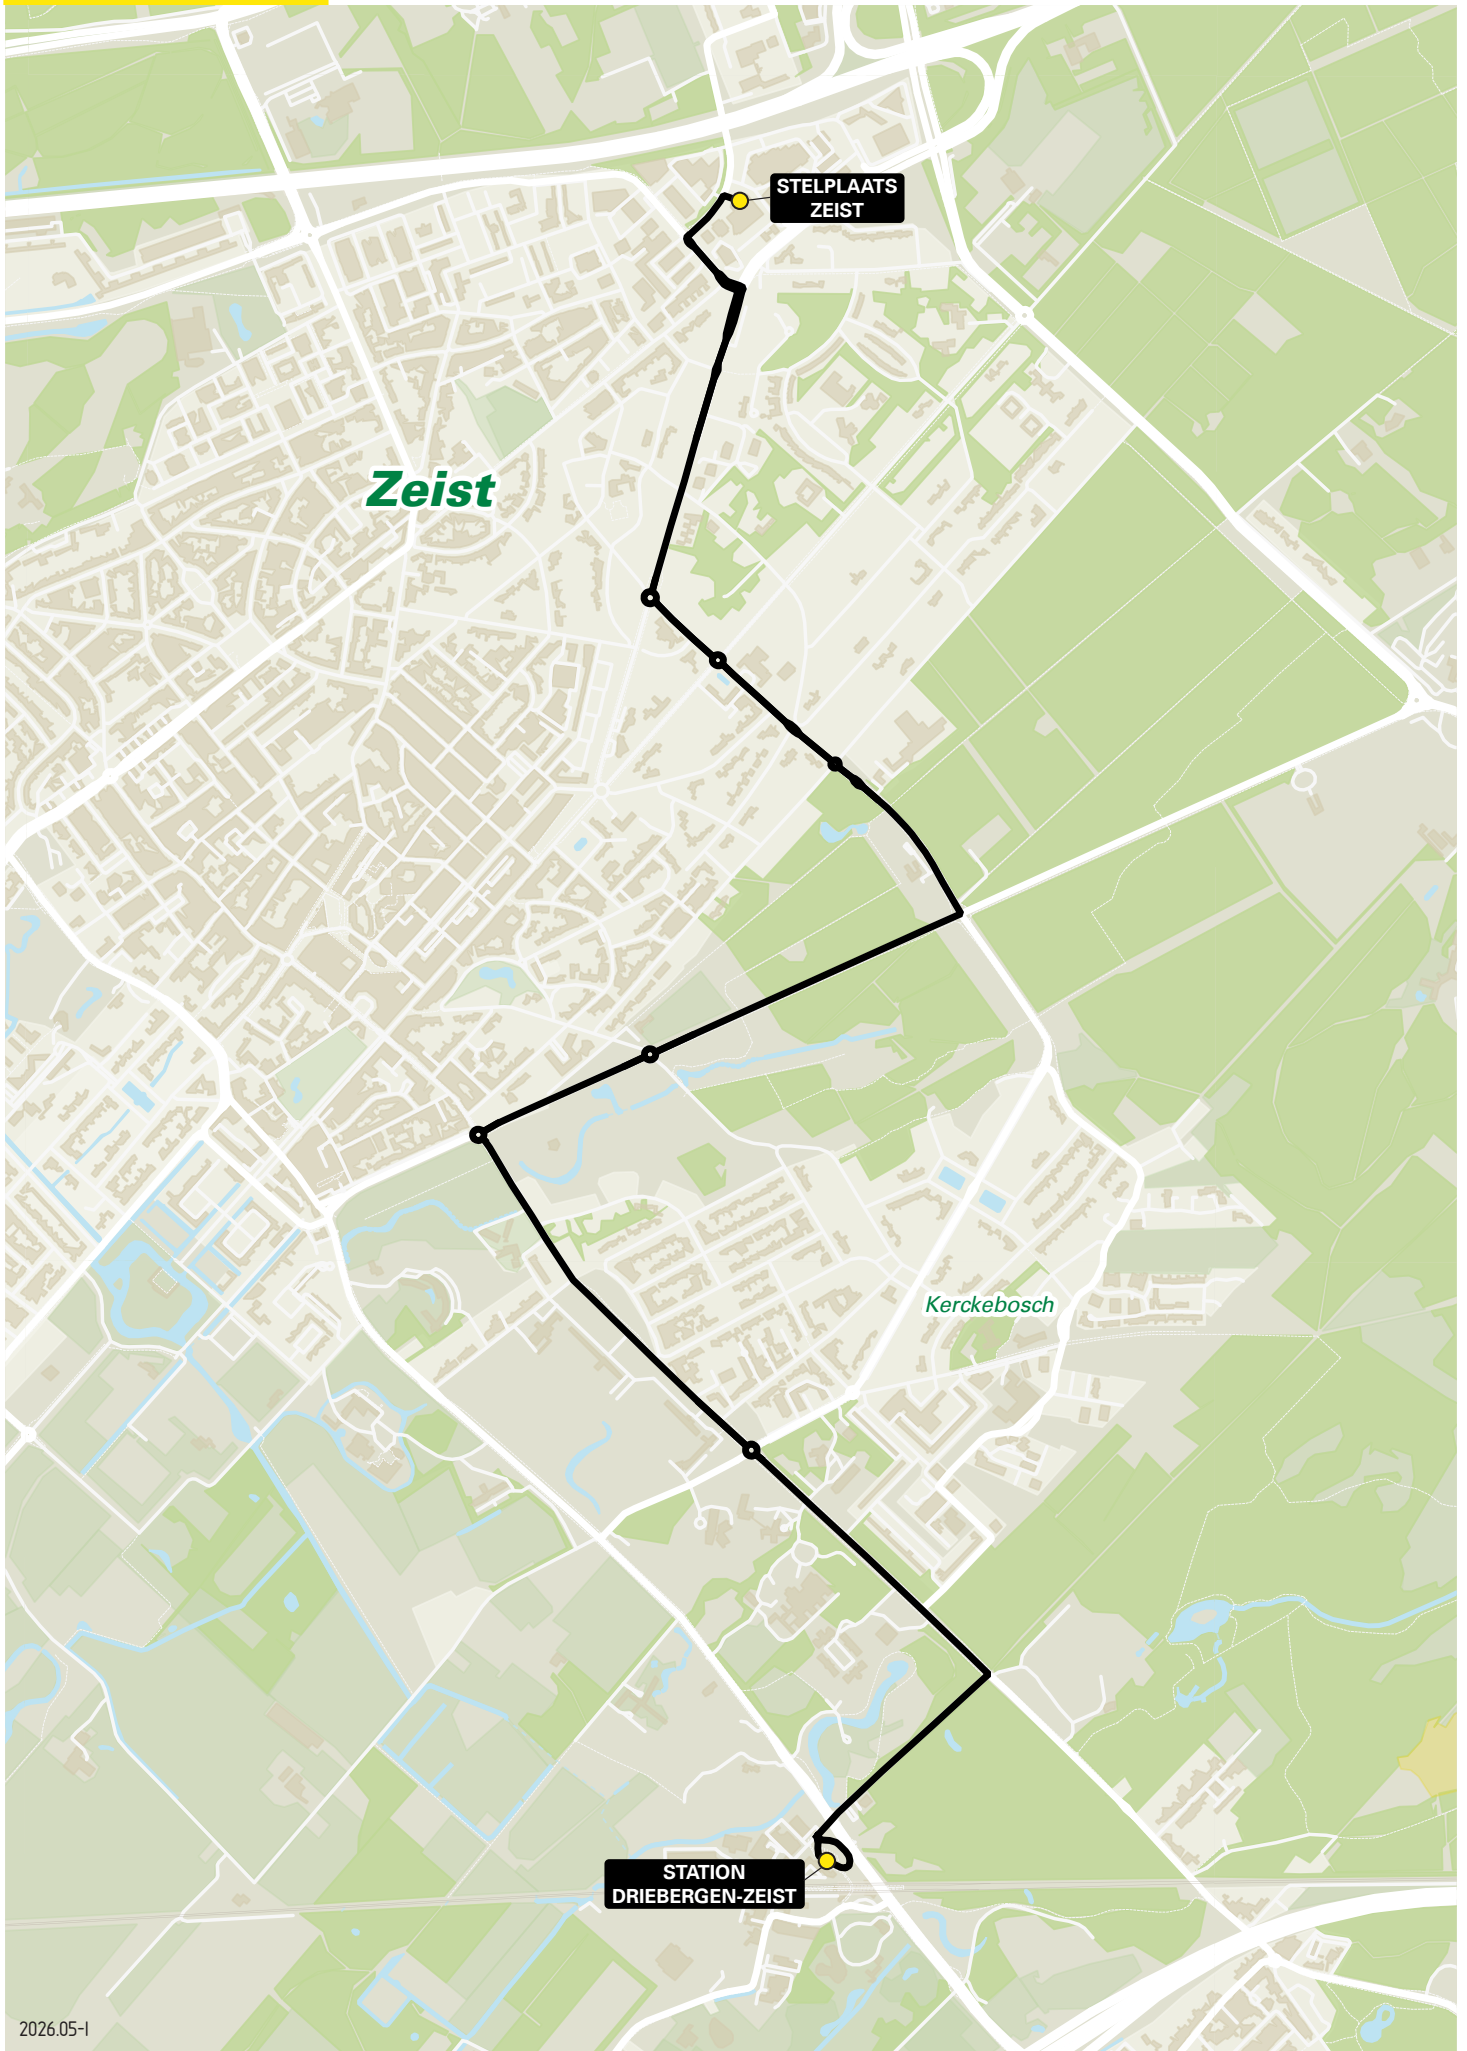 STELPLAATS
ZEIST
Zeist
Kerckebosch
STATION
DRIEBERGEN-ZEIST
2026.05-I